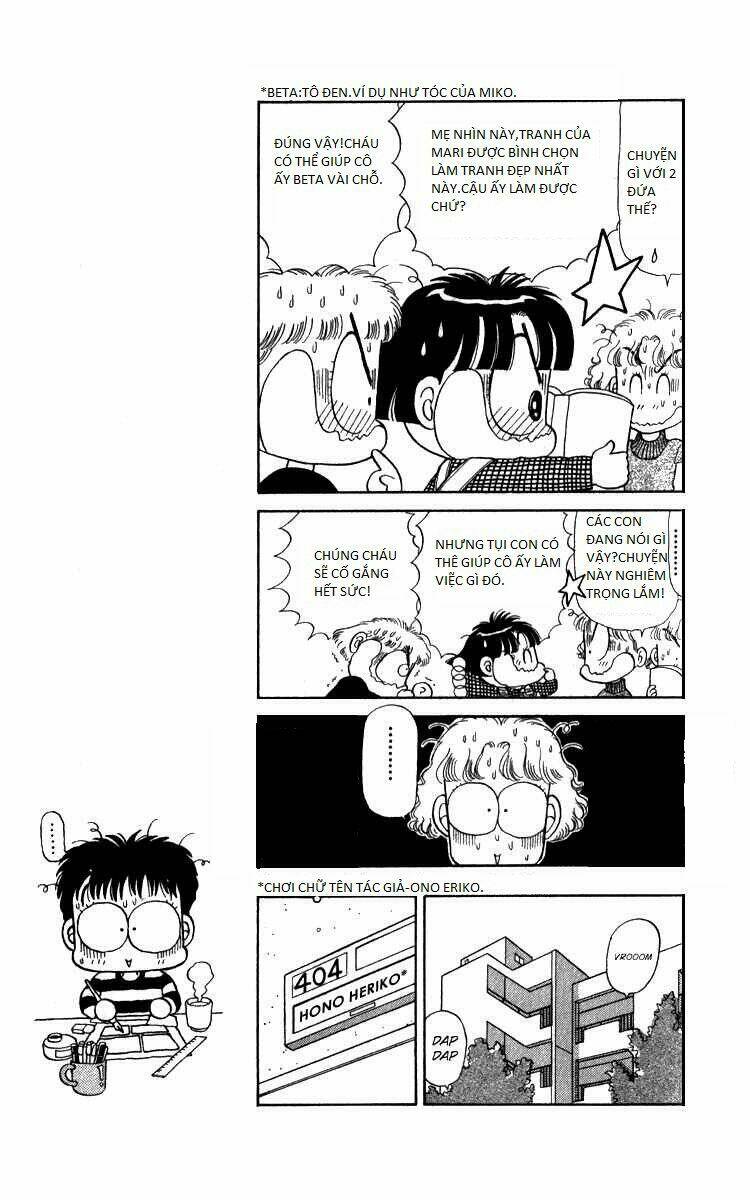 *BETA:TÔ ĐEN.VÍ DỤ NHƯ TÓC CỦA MIKO.
CHUYỆN
GÌ VỚI 2
ĐỨA
THẾ?
MẸ NHÌN NÀY,TRANH CỦA
MARI ĐƯỢC BÌNH CHỌN
LÀM TRANH ĐẸP NHẤT
NÀY.CẬU ẤY LÀM ĐƯỢC
CHỨ?
ĐÚNG VẬY!CHÁU
CÓ THỂ GIÚP CÔ
ẤY BETA VÀI CHỖ.
.........
CÁC CON
ĐANG NÓI GÌ
VẬY?CHUYỆN
NÀY NGHIÊM
TRỌNG LẮM!
NHƯNG TỤI CON CÓ
THÊ GIÚP CÔ ẤY LÀM
VIỆC GÌ ĐÓ.
CHÚNG CHÁU
SẼ CỐ GẮNG
HẾT SỨC!
.........
.....
*CHƠI CHỮ TÊN TÁC GIẢ-ONO ERIKO.
VROOOM
DAP
DAP
404
HONO HERIKO*